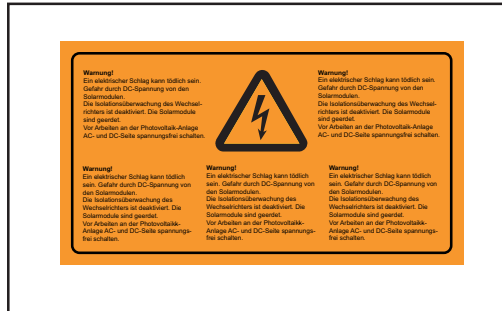 Warnung!
Ein elektrischer Schlag kann tödlich sein.
Gefahr durch DC-Spannung von den
Solarmodulen.
Die Isolationsüberwachung des Wechsel-
richters ist deaktiviert. Die Solarmodule
sind geerdet.
Vor Arbeiten an der Photovoltaik-Anlage
AC- und DC-Seite spannungsfrei schalten.
Warnung!
Ein elektrischer Schlag kann tödlich sein.
Gefahr durch DC-Spannung von den
Solarmodulen.
Die Isolationsüberwachung des Wechsel-
richters ist deaktiviert. Die Solarmodule
sind geerdet.
Vor Arbeiten an der Photovoltaik-Anlage
AC- und DC-Seite spannungsfrei schalten.
Warnung!
Ein elektrischer Schlag kann tödlich
sein. Gefahr durch DC-Spannung von
den Solarmodulen.
Die Isolationsüberwachung des
Wechselrichters ist deaktiviert. Die
Solarmodule sind geerdet.
Vor Arbeiten an der Photovoltaikk-
Anlage AC- und DC-Seite spannungs-
frei schalten.
Warnung!
Ein elektrischer Schlag kann tödlich
sein. Gefahr durch DC-Spannung von
den Solarmodulen.
Die Isolationsüberwachung des
Wechselrichters ist deaktiviert. Die
Solarmodule sind geerdet.
Vor Arbeiten an der Photovoltaikk-
Anlage AC- und DC-Seite spannungs-
frei schalten.
Warnung!
Ein elektrischer Schlag kann tödlich
sein. Gefahr durch DC-Spannung von
den Solarmodulen.
Die Isolationsüberwachung des
Wechselrichters ist deaktiviert. Die
Solarmodule sind geerdet.
Vor Arbeiten an der Photovoltaikk-
Anlage AC- und DC-Seite spannungs-
frei schalten.